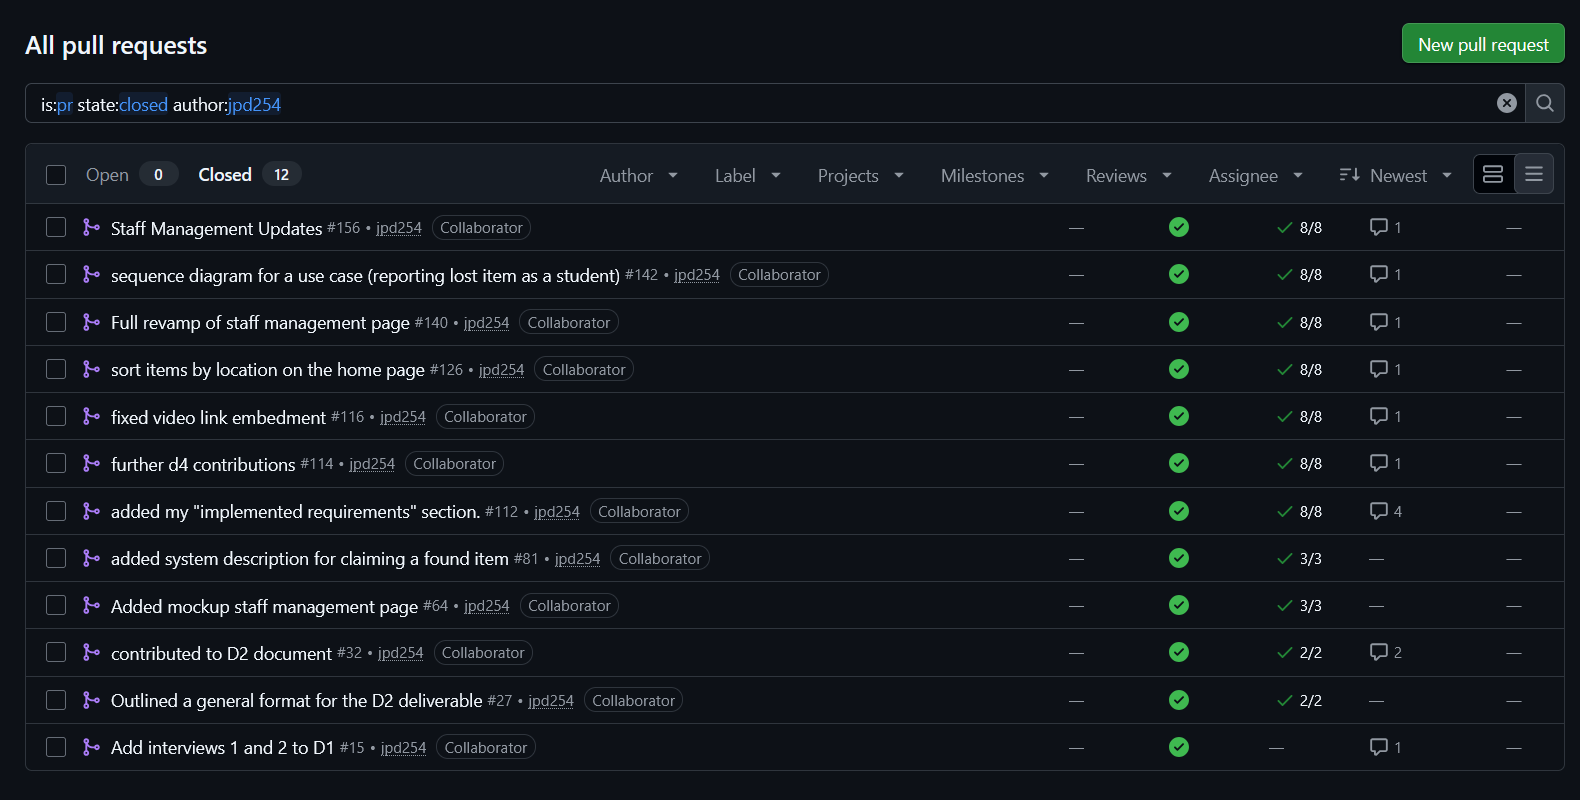 All pull requests
New pull request
is:pr state:closed author:jpd254
Open 0 Closed 12 Author Label Projects Milestones Reviews Assignee Newest
Staff Management Updates #156 • jpd254 Collaborator — 8/8 1 —
sequence diagram for a use case (reporting lost item as a student) #142 • jpd254 Collaborator — 8/8 1 —
Full revamp of staff management page #140 • jpd254 Collaborator — 8/8 1 —
sort items by location on the home page #126 • jpd254 Collaborator — 8/8 1 —
fixed video link embedment #116 • jpd254 Collaborator — 8/8 1 —
further d4 contributions #114 • jpd254 Collaborator — 8/8 1 —
added my "implemented requirements" section. #112 • jpd254 Collaborator — 8/8 4 —
added system description for claiming a found item #81 • jpd254 Collaborator — 3/3 — —
Added mockup staff management page #64 • jpd254 Collaborator — 3/3 — —
contributed to D2 document #32 • jpd254 Collaborator — 2/2 2 —
Outlined a general format for the D2 deliverable #27 • jpd254 Collaborator — 2/2 — —
Add interviews 1 and 2 to D1 #15 • jpd254 Collaborator — — 1 —